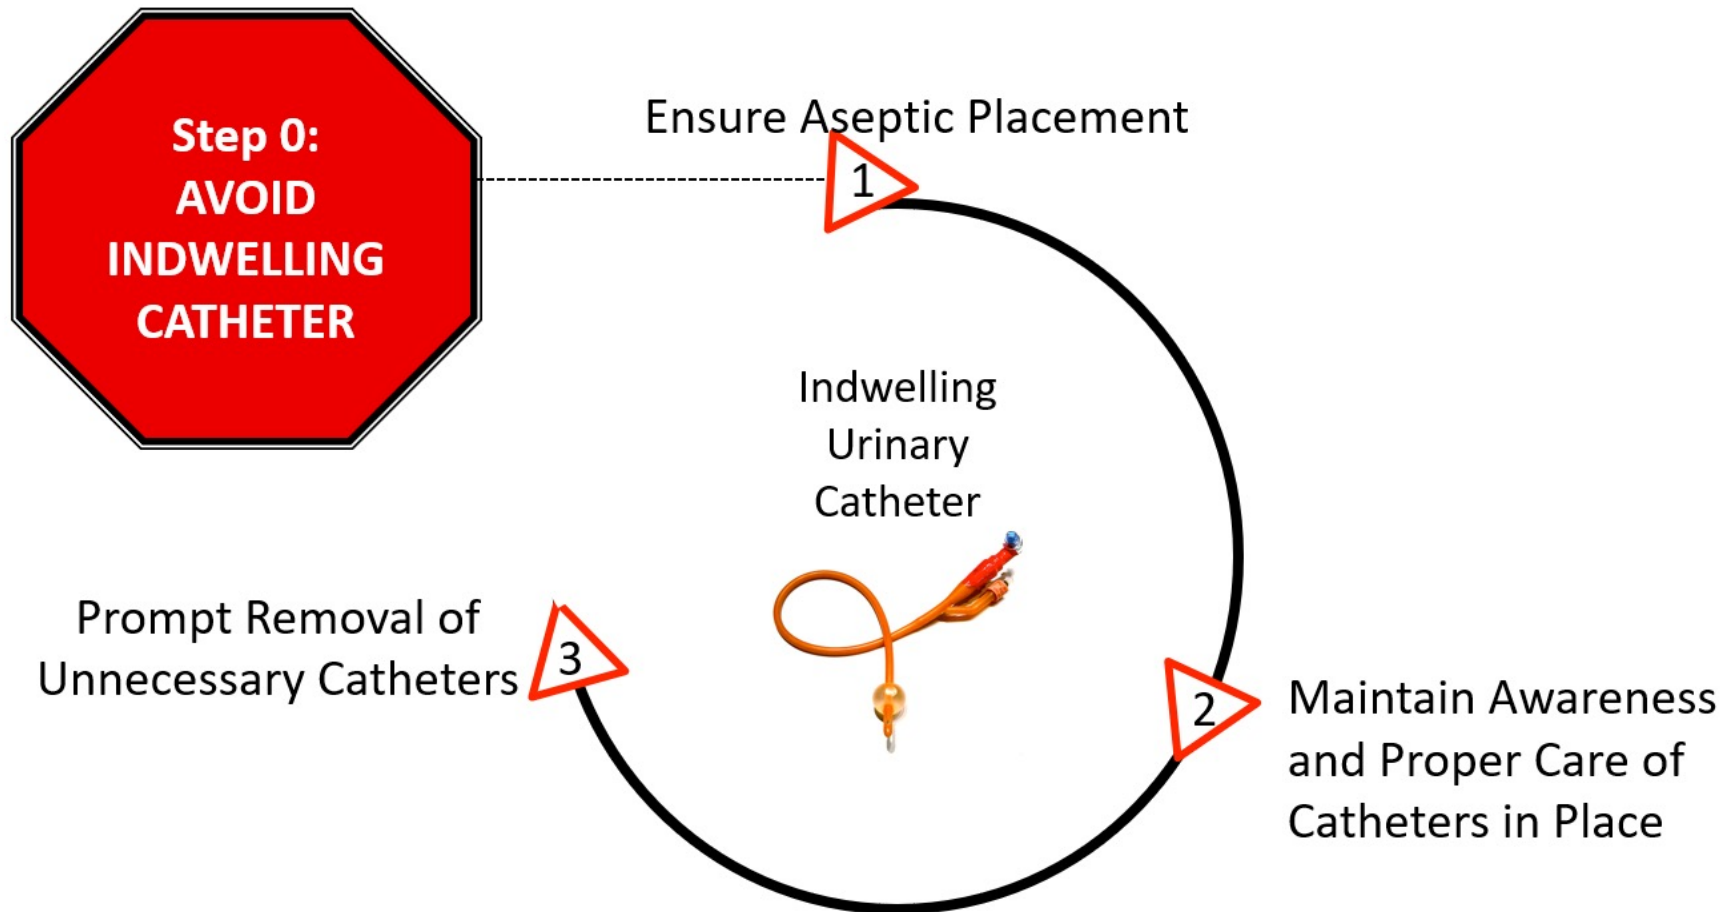 Step 0:
AVOID
INDWELLING
CATHETER
Ensure Aseptic Placement
1
Indwelling
Urinary
Catheter
2
Maintain Awareness
and Proper Care of
Catheters in Place
3
Prompt Removal of
Unnecessary Catheters